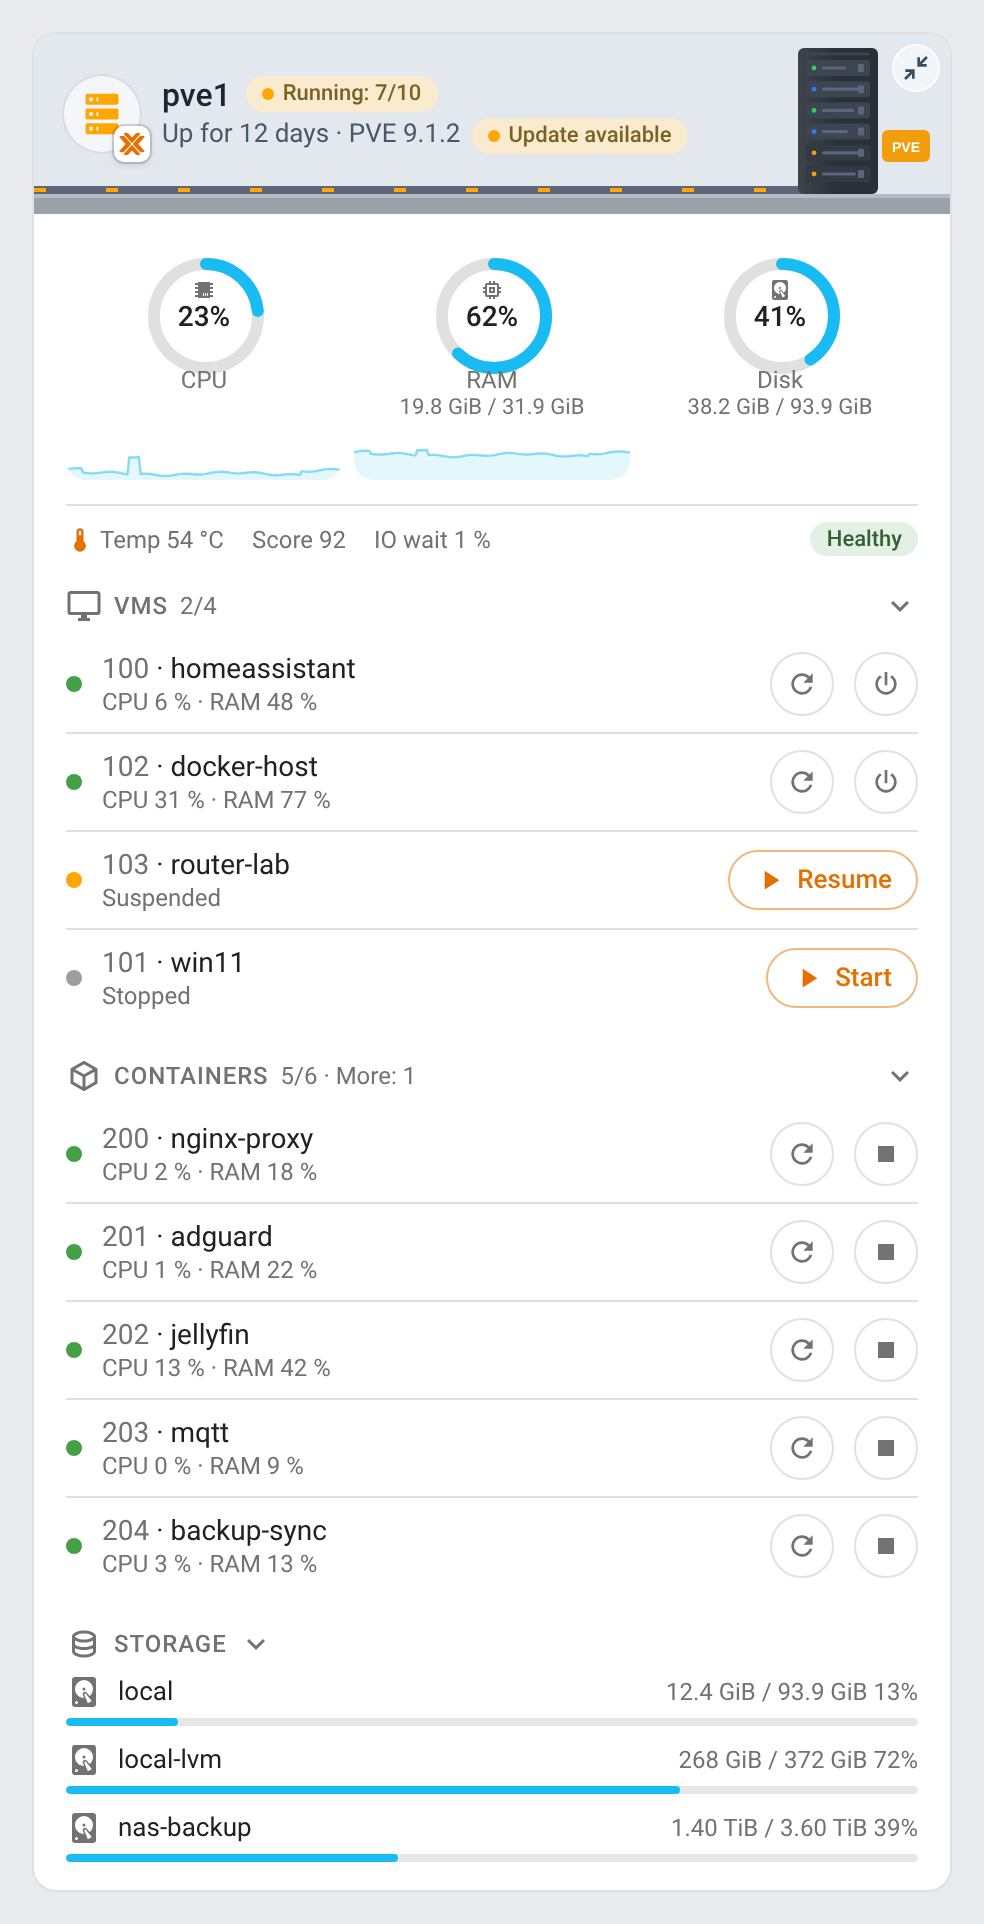 pve1
Running: 7/10
Up for 12 days · PVE 9.1.2
Update available
PVE
23%
CPU
62%
RAM
19.8 GiB / 31.9 GiB
41%
Disk
38.2 GiB / 93.9 GiB
Temp 54 °C
Score 92
IO wait 1 %
Healthy
VMS 2/4
100 · homeassistant
CPU 6 % · RAM 48 %
102 · docker-host
CPU 31 % · RAM 77 %
103 · router-lab
Suspended
Resume
101 · win11
Stopped
Start
CONTAINERS 5/6 · More: 1
200 · nginx-proxy
CPU 2 % · RAM 18 %
201 · adguard
CPU 1 % · RAM 22 %
202 · jellyfin
CPU 13 % · RAM 42 %
203 · mqtt
CPU 0 % · RAM 9 %
204 · backup-sync
CPU 3 % · RAM 13 %
STORAGE
local
12.4 GiB / 93.9 GiB 13%
local-lvm
268 GiB / 372 GiB 72%
nas-backup
1.40 TiB / 3.60 TiB 39%